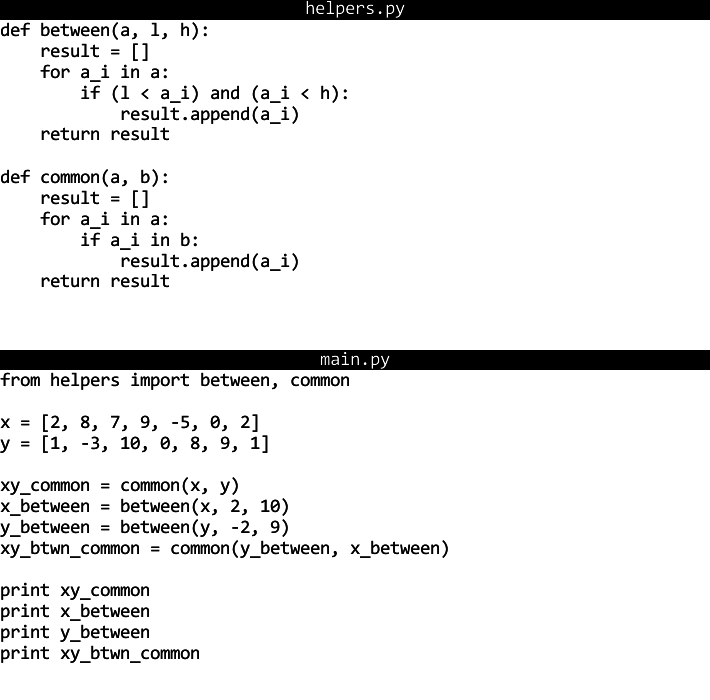 helpers.py
def between(a, l, h):
    result = []
    for a_i in a:
        if (l < a_i) and (a_i < h):
            result.append(a_i)
    return result

def common(a, b):
    result = []
    for a_i in a:
        if a_i in b:
            result.append(a_i)
    return result

main.py
from helpers import between, common

x = [2, 8, 7, 9, -5, 0, 2]
y = [1, -3, 10, 0, 8, 9, 1]

xy_common = common(x, y)
x_between = between(x, 2, 10)
y_between = between(y, -2, 9)
xy_btwn_common = common(y_between, x_between)

print xy_common
print x_between
print y_between
print xy_btwn_common